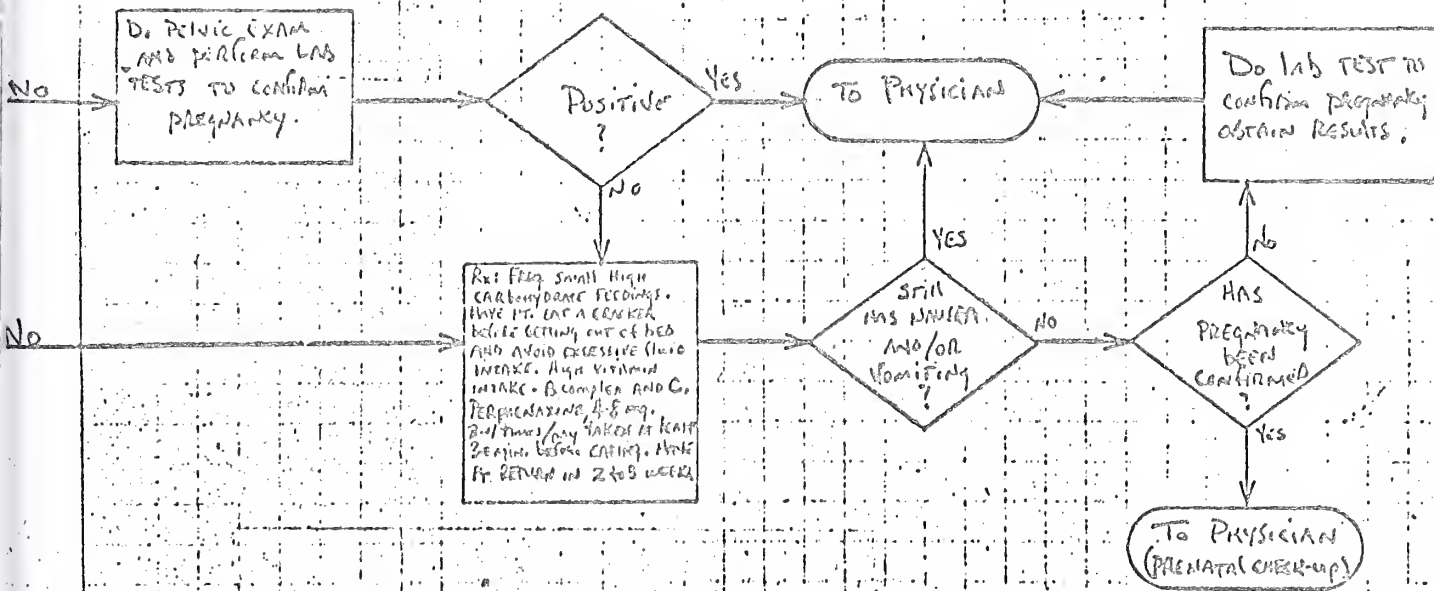 No
Do Pelvic Exam
and perform lab
tests to confirm
pregnancy.
Positive
?
Yes
No
To Physician
Do lab test to
confirm pregnancy
obtain results.
No
Rx: Freq small high
carbohydrate feedings.
Have pt. eat a cracker
before getting out of bed
and avoid excessive fluid
intake. High vitamin
intake. B complex and C.
Perphenazine, 4-8 mg.
times/day taken at least
30 min. before eating. Have
pt. return in 2 to 3 weeks
Still
has nausea
and/or
vomiting
?
Yes
No
Has
pregnancy
been
confirmed
?
No
Yes
To Physician
(prenatal check-up)